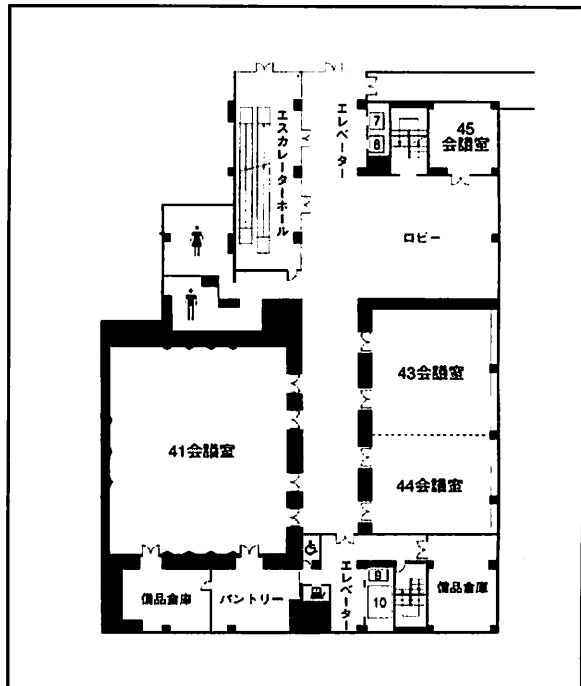 エスカレーターホール
エレベーター
7
8
45
会議室
ロビー
43会議室
41会議室
44会議室
備品倉庫
パントリー
エレベーター
9
10
備品倉庫